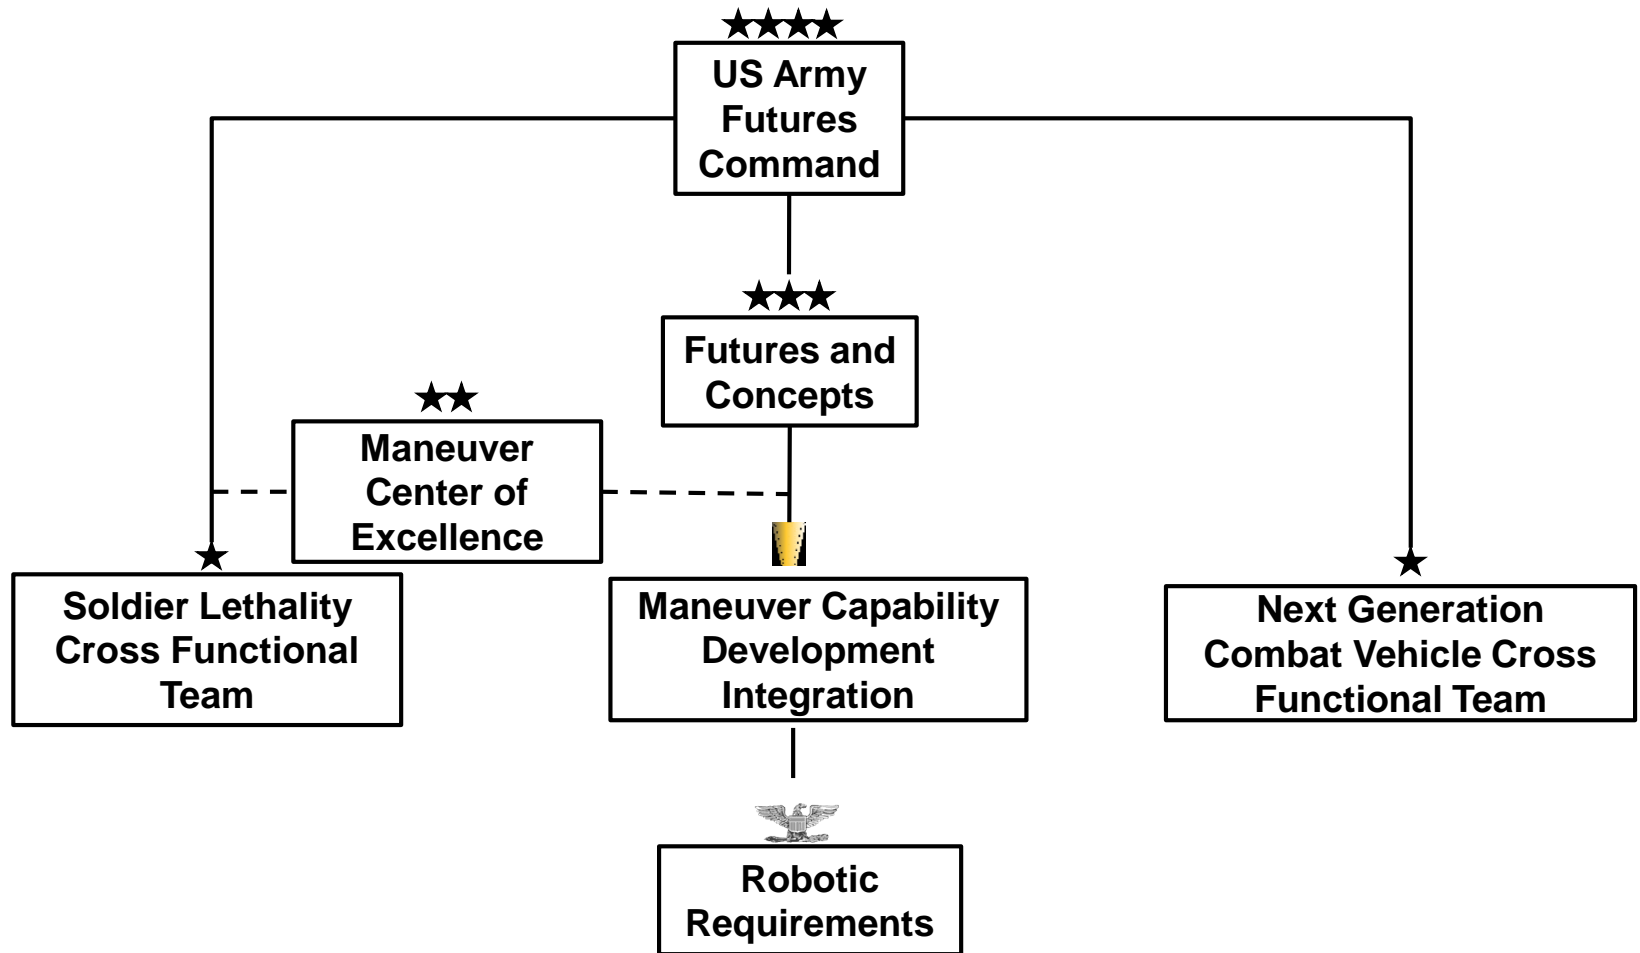 US Army
Futures
Command
Futures and
Concepts
Maneuver
Center of
Excellence
Soldier Lethality
Cross Functional
Team
Maneuver Capability
Development
Integration
Next Generation
Combat Vehicle Cross
Functional Team
Robotic
Requirements